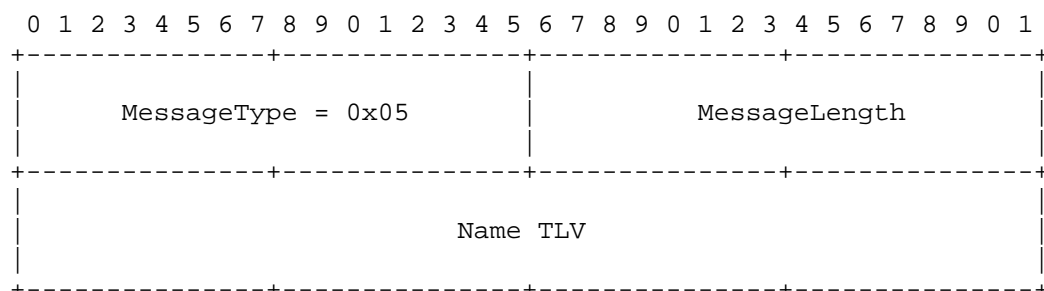 0 1 2 3 4 5 6 7 8 9 0 1 2 3 4 5 6 7 8 9 0 1 2 3 4 5 6 7 8 9 0 1
+---------------+---------------+---------------+---------------+
| | |
| MessageType = 0x05 | MessageLength |
| | |
+---------------+---------------+---------------+---------------+
| |
| Name TLV |
| |
+---------------+---------------+---------------+---------------+